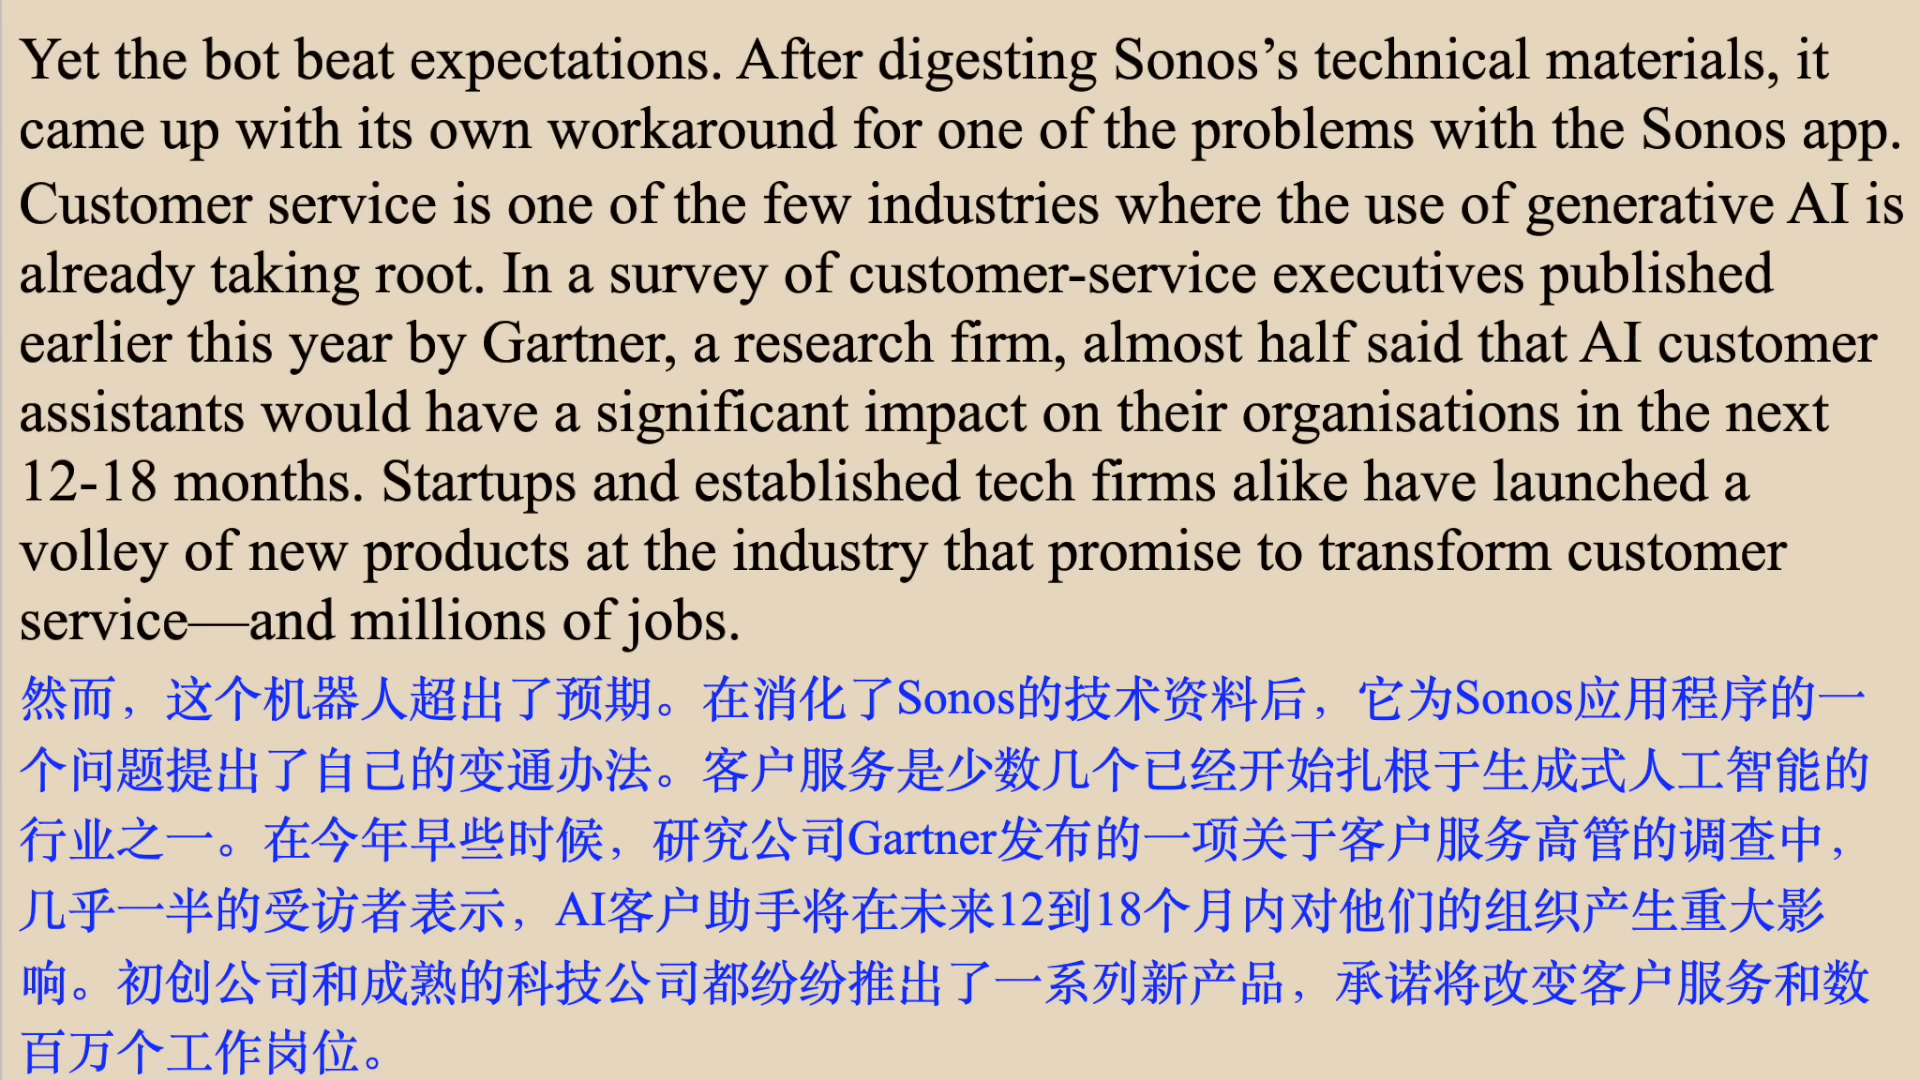 Yet the bot beat expectations. After digesting Sonos’s technical materials, it
came up with its own workaround for one of the problems with the Sonos app.
Customer service is one of the few industries where the use of generative AI is
already taking root. In a survey of customer-service executives published
earlier this year by Gartner, a research firm, almost half said that AI customer
assistants would have a significant impact on their organisations in the next
12-18 months. Startups and established tech firms alike have launched a
volley of new products at the industry that promise to transform customer
service—and millions of jobs.
然而，这个机器人超出了预期。在消化了Sonos的技术资料后，它为Sonos应用程序的一
个问题提出了自己的变通办法。客户服务是少数几个已经开始扎根于生成式人工智能的
行业之一。在今年早些时候，研究公司Gartner发布的一项关于客户服务高管的调查中，
几乎一半的受访者表示，AI客户助手将在未来12到18个月内对他们的组织产生重大影
响。初创公司和成熟的科技公司都纷纷推出了一系列新产品，承诺将改变客户服务和数
百万个工作岗位。